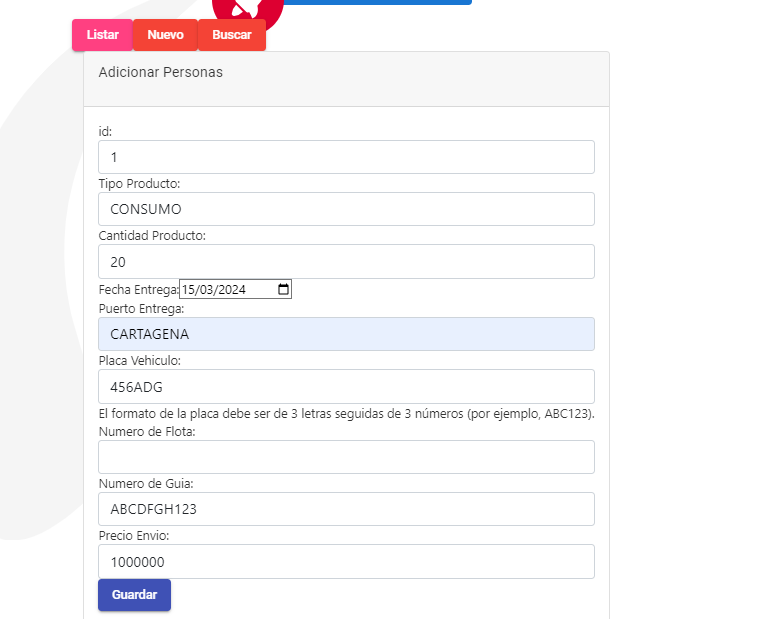 Listar Nuevo Buscar
Adicionar Personas
id:
1
Tipo Producto:
CONSUMO
Cantidad Producto:
20
Fecha Entrega: 15/03/2024
Puerto Entrega:
CARTAGENA
Placa Vehiculo:
456ADG
El formato de la placa debe ser de 3 letras seguidas de 3 números (por ejemplo, ABC123).
Numero de Flota:
Numero de Guia:
ABCDFGH123
Precio Envio:
1000000
Guardar